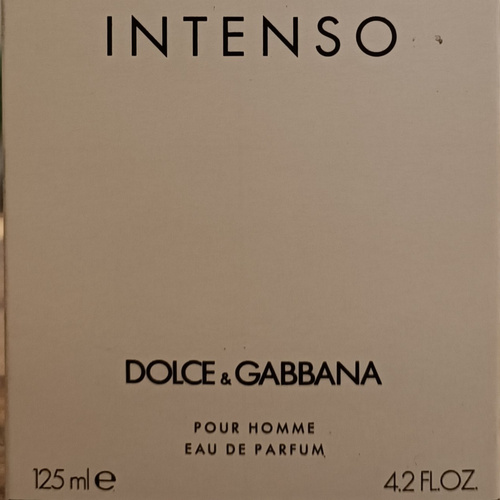 INTENSO
DOLCE & GABBANA
POUR HOMME
EAU DE PARFUM
125 ml ℮ 4.2 FL.OZ.